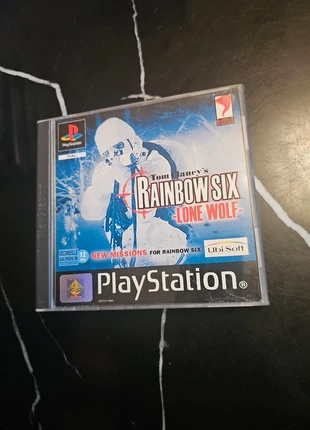 PlayStation
Tom Clancy's
RAINBOW SIX
-LONE WOLF-
NEW MISSIONS FOR RAINBOW SIX
Ubi Soft
PlayStation®